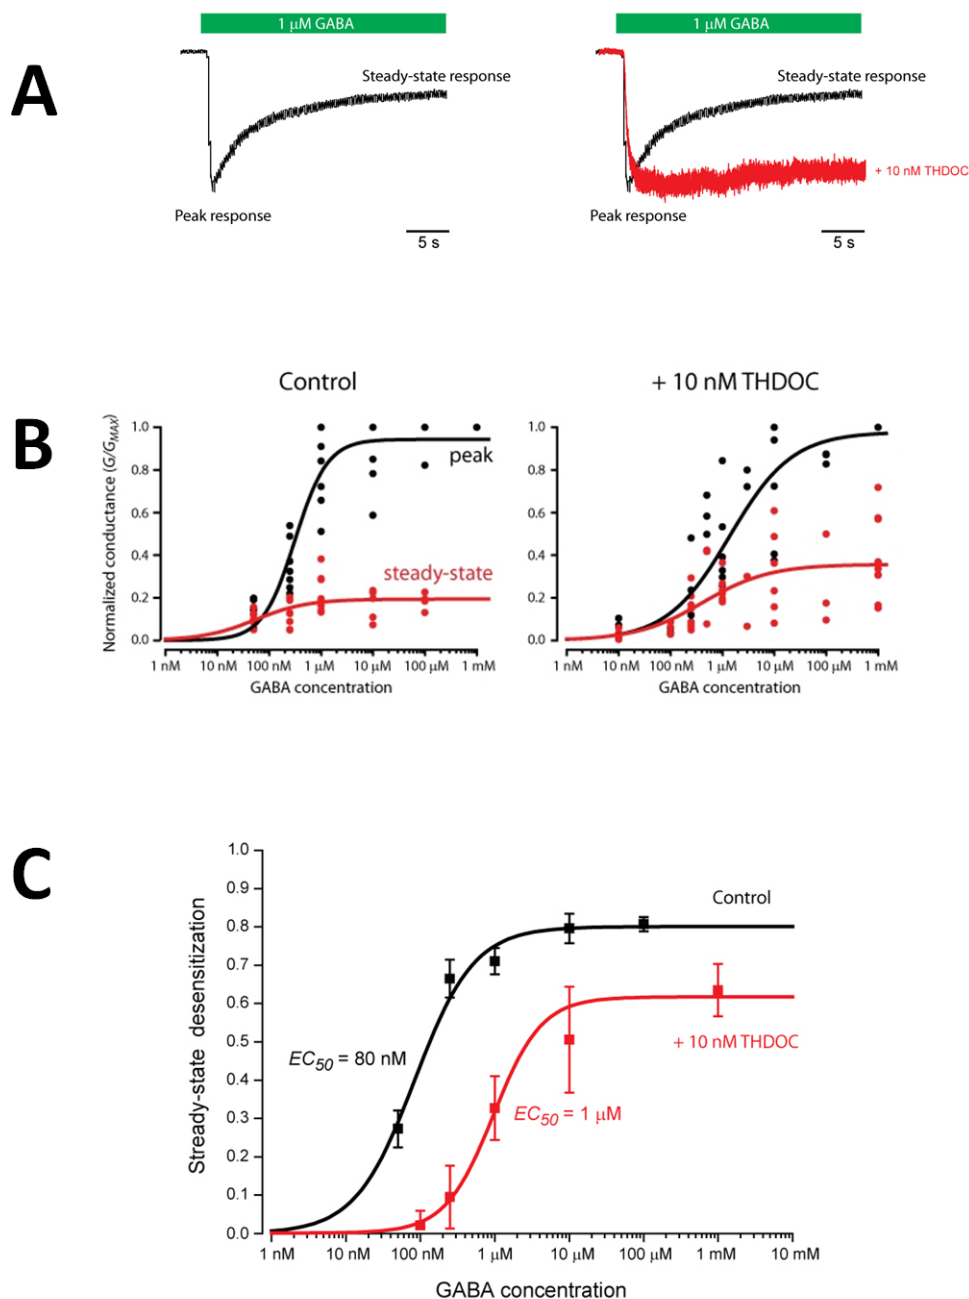 A
1 μM GABA
Steady-state response
Peak response
5 s
1 μM GABA
Steady-state response
+ 10 nM THDOC
Peak response
5 s
B
Control
Normalized conductance (G/GMAX)
1.0
0.8
0.6
0.4
0.2
0.0
peak
steady-state
1 nM 10 nM 100 nM 1 μM 10 μM 100 μM 1 mM
GABA concentration
+ 10 nM THDOC
1.0
0.8
0.6
0.4
0.2
0.0
1 nM 10 nM 100 nM 1 μM 10 μM 100 μM 1 mM
GABA concentration
C
Stready-state desensitization
1.0
0.9
0.8
0.7
0.6
0.5
0.4
0.3
0.2
0.1
0.0
Control
+ 10 nM THDOC
EC50 = 80 nM
EC50 = 1 μM
1 nM 10 nM 100 nM 1 μM 10 μM 100 μM 1 mM 10 mM
GABA concentration